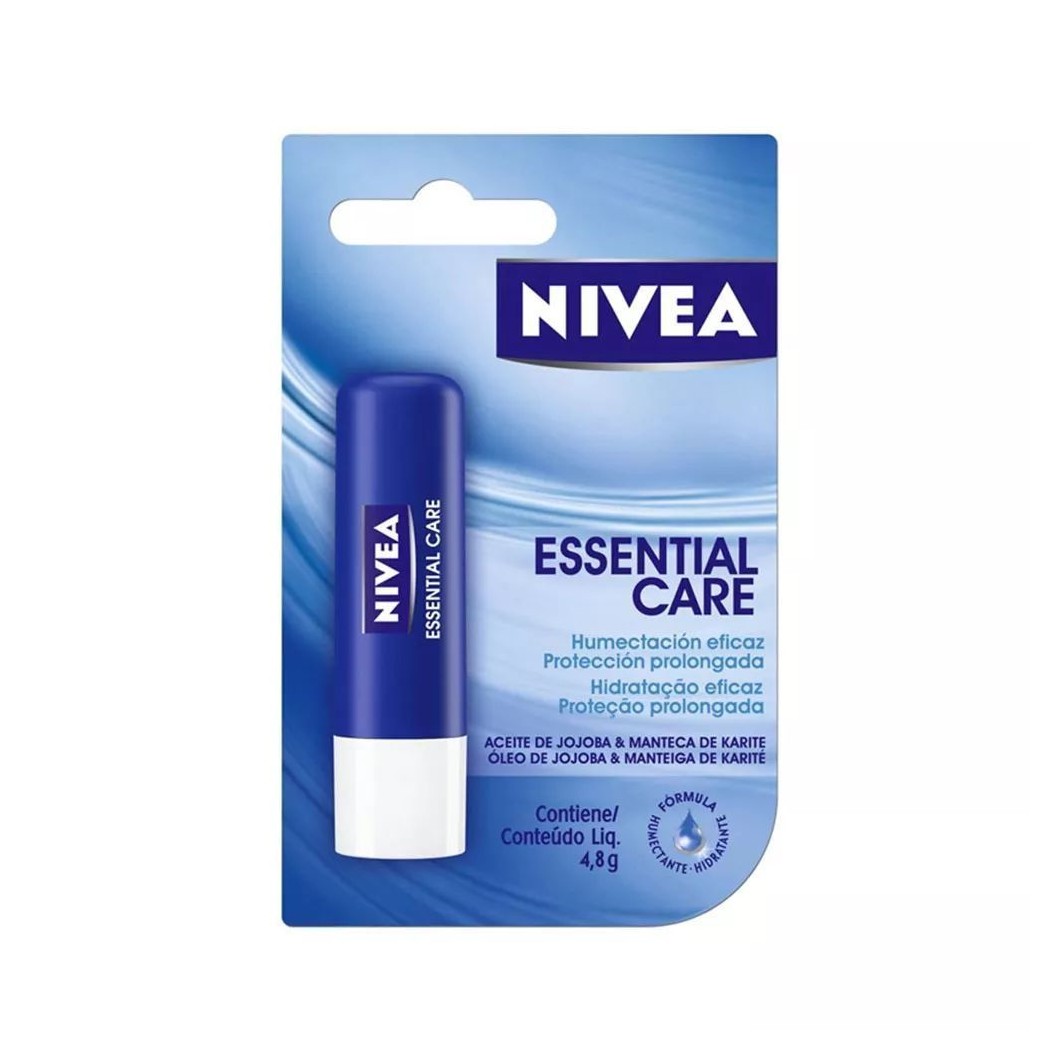 NIVEA
NIVEA
ESSENTIAL CARE
ESSENTIAL
CARE
Humectación eficaz
Protección prolongada
Hidratação eficaz
Proteção prolongada
ACEITE DE JOJOBA & MANTECA DE KARITE
ÓLEO DE JOJOBA & MANTEIGA DE KARITÉ
Contiene/
Conteúdo Liq.
4,8 g
FÓRMULA
HUMECTANTE · HIDRATANTE